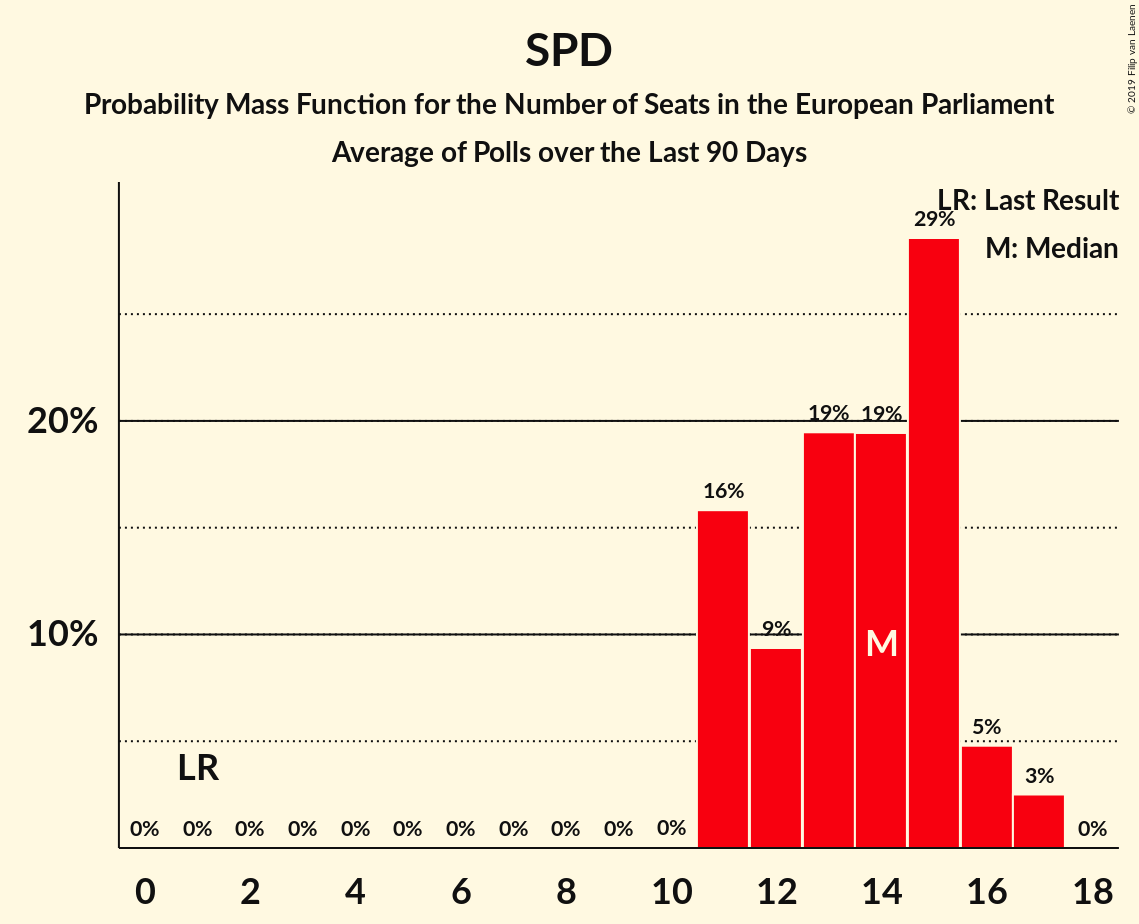 SPD
Probability Mass Function for the Number of Seats in the European Parliament
Average of Polls over the Last 90 Days
© 2019 Filip van Laenen
LR: Last Result
M: Median
29%
20%
19% 19%
16%
10%
9%
M
5%
3%
LR
0% 0% 0% 0% 0% 0% 0% 0% 0% 0% 0% 0%
0 2 4 6 8 10 12 14 16 18